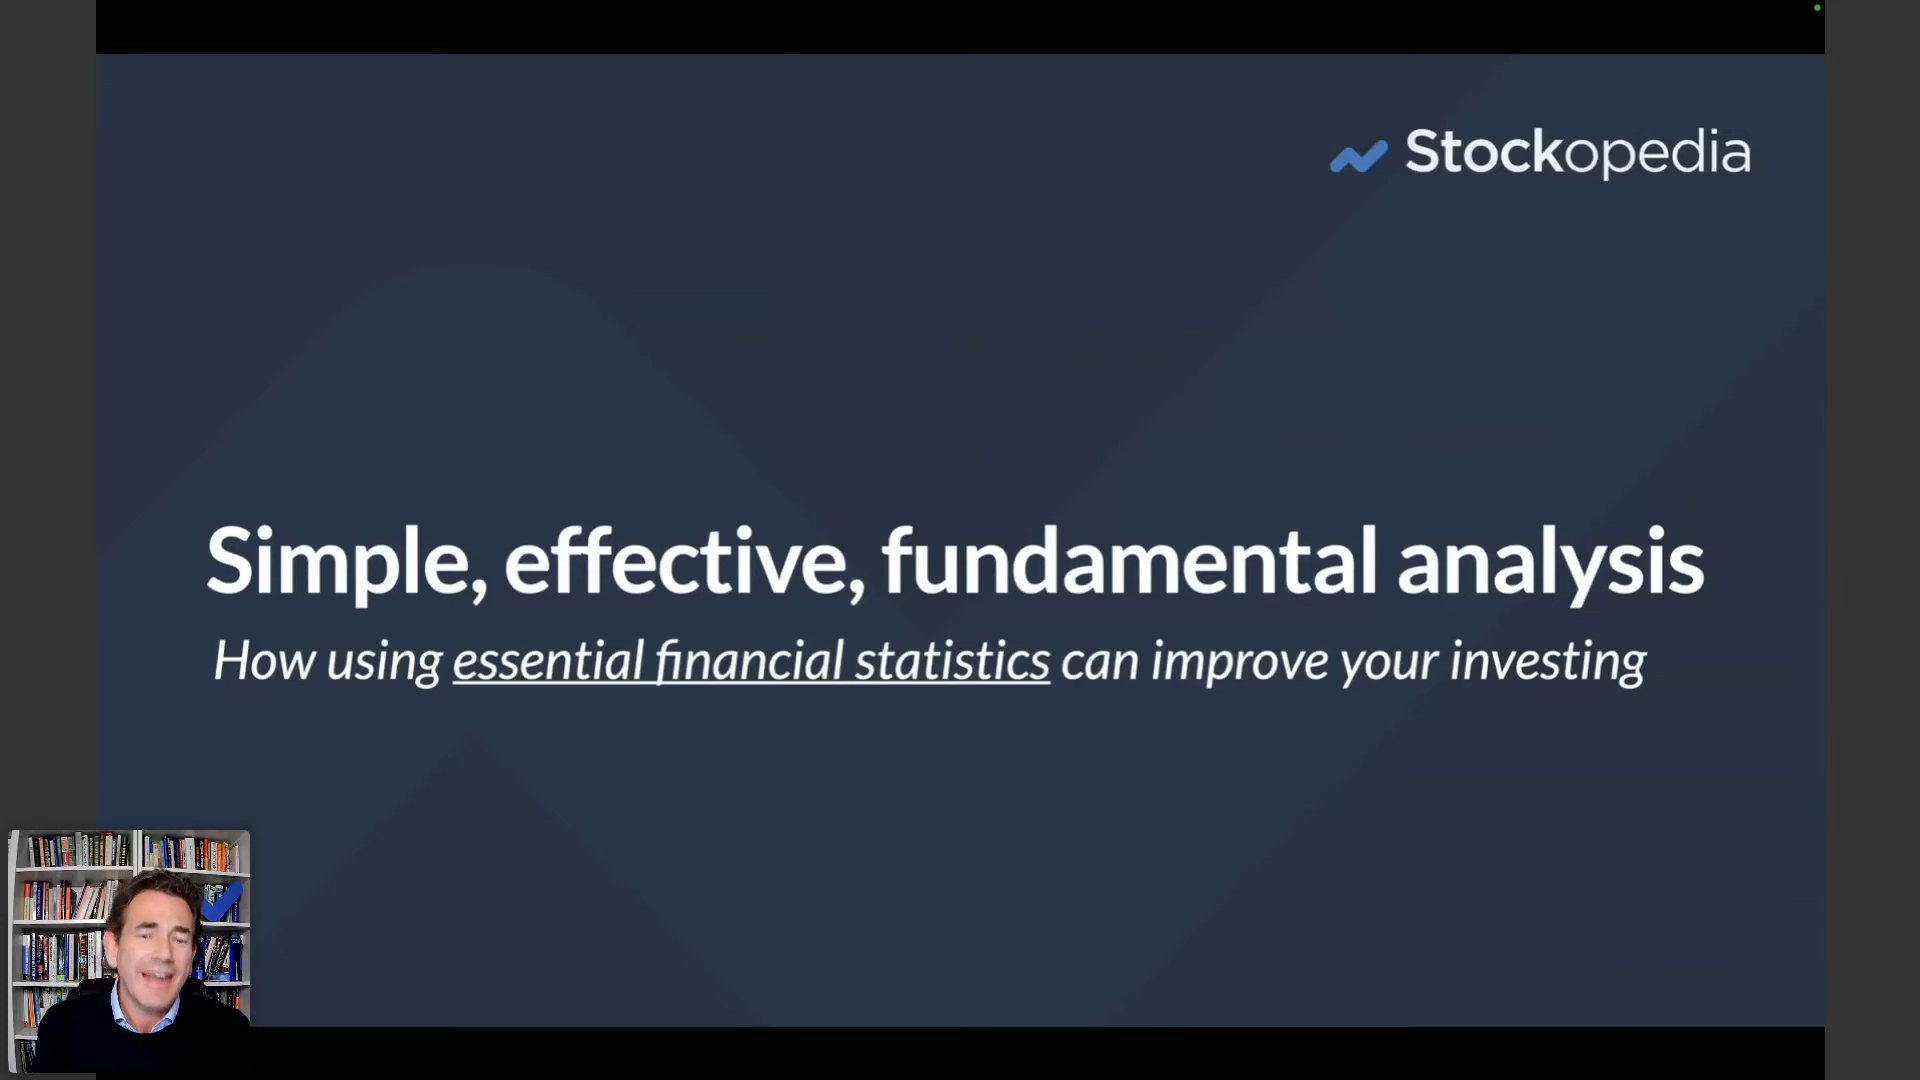 Stockopedia
Simple, effective, fundamental analysis
How using essential financial statistics can improve your investing